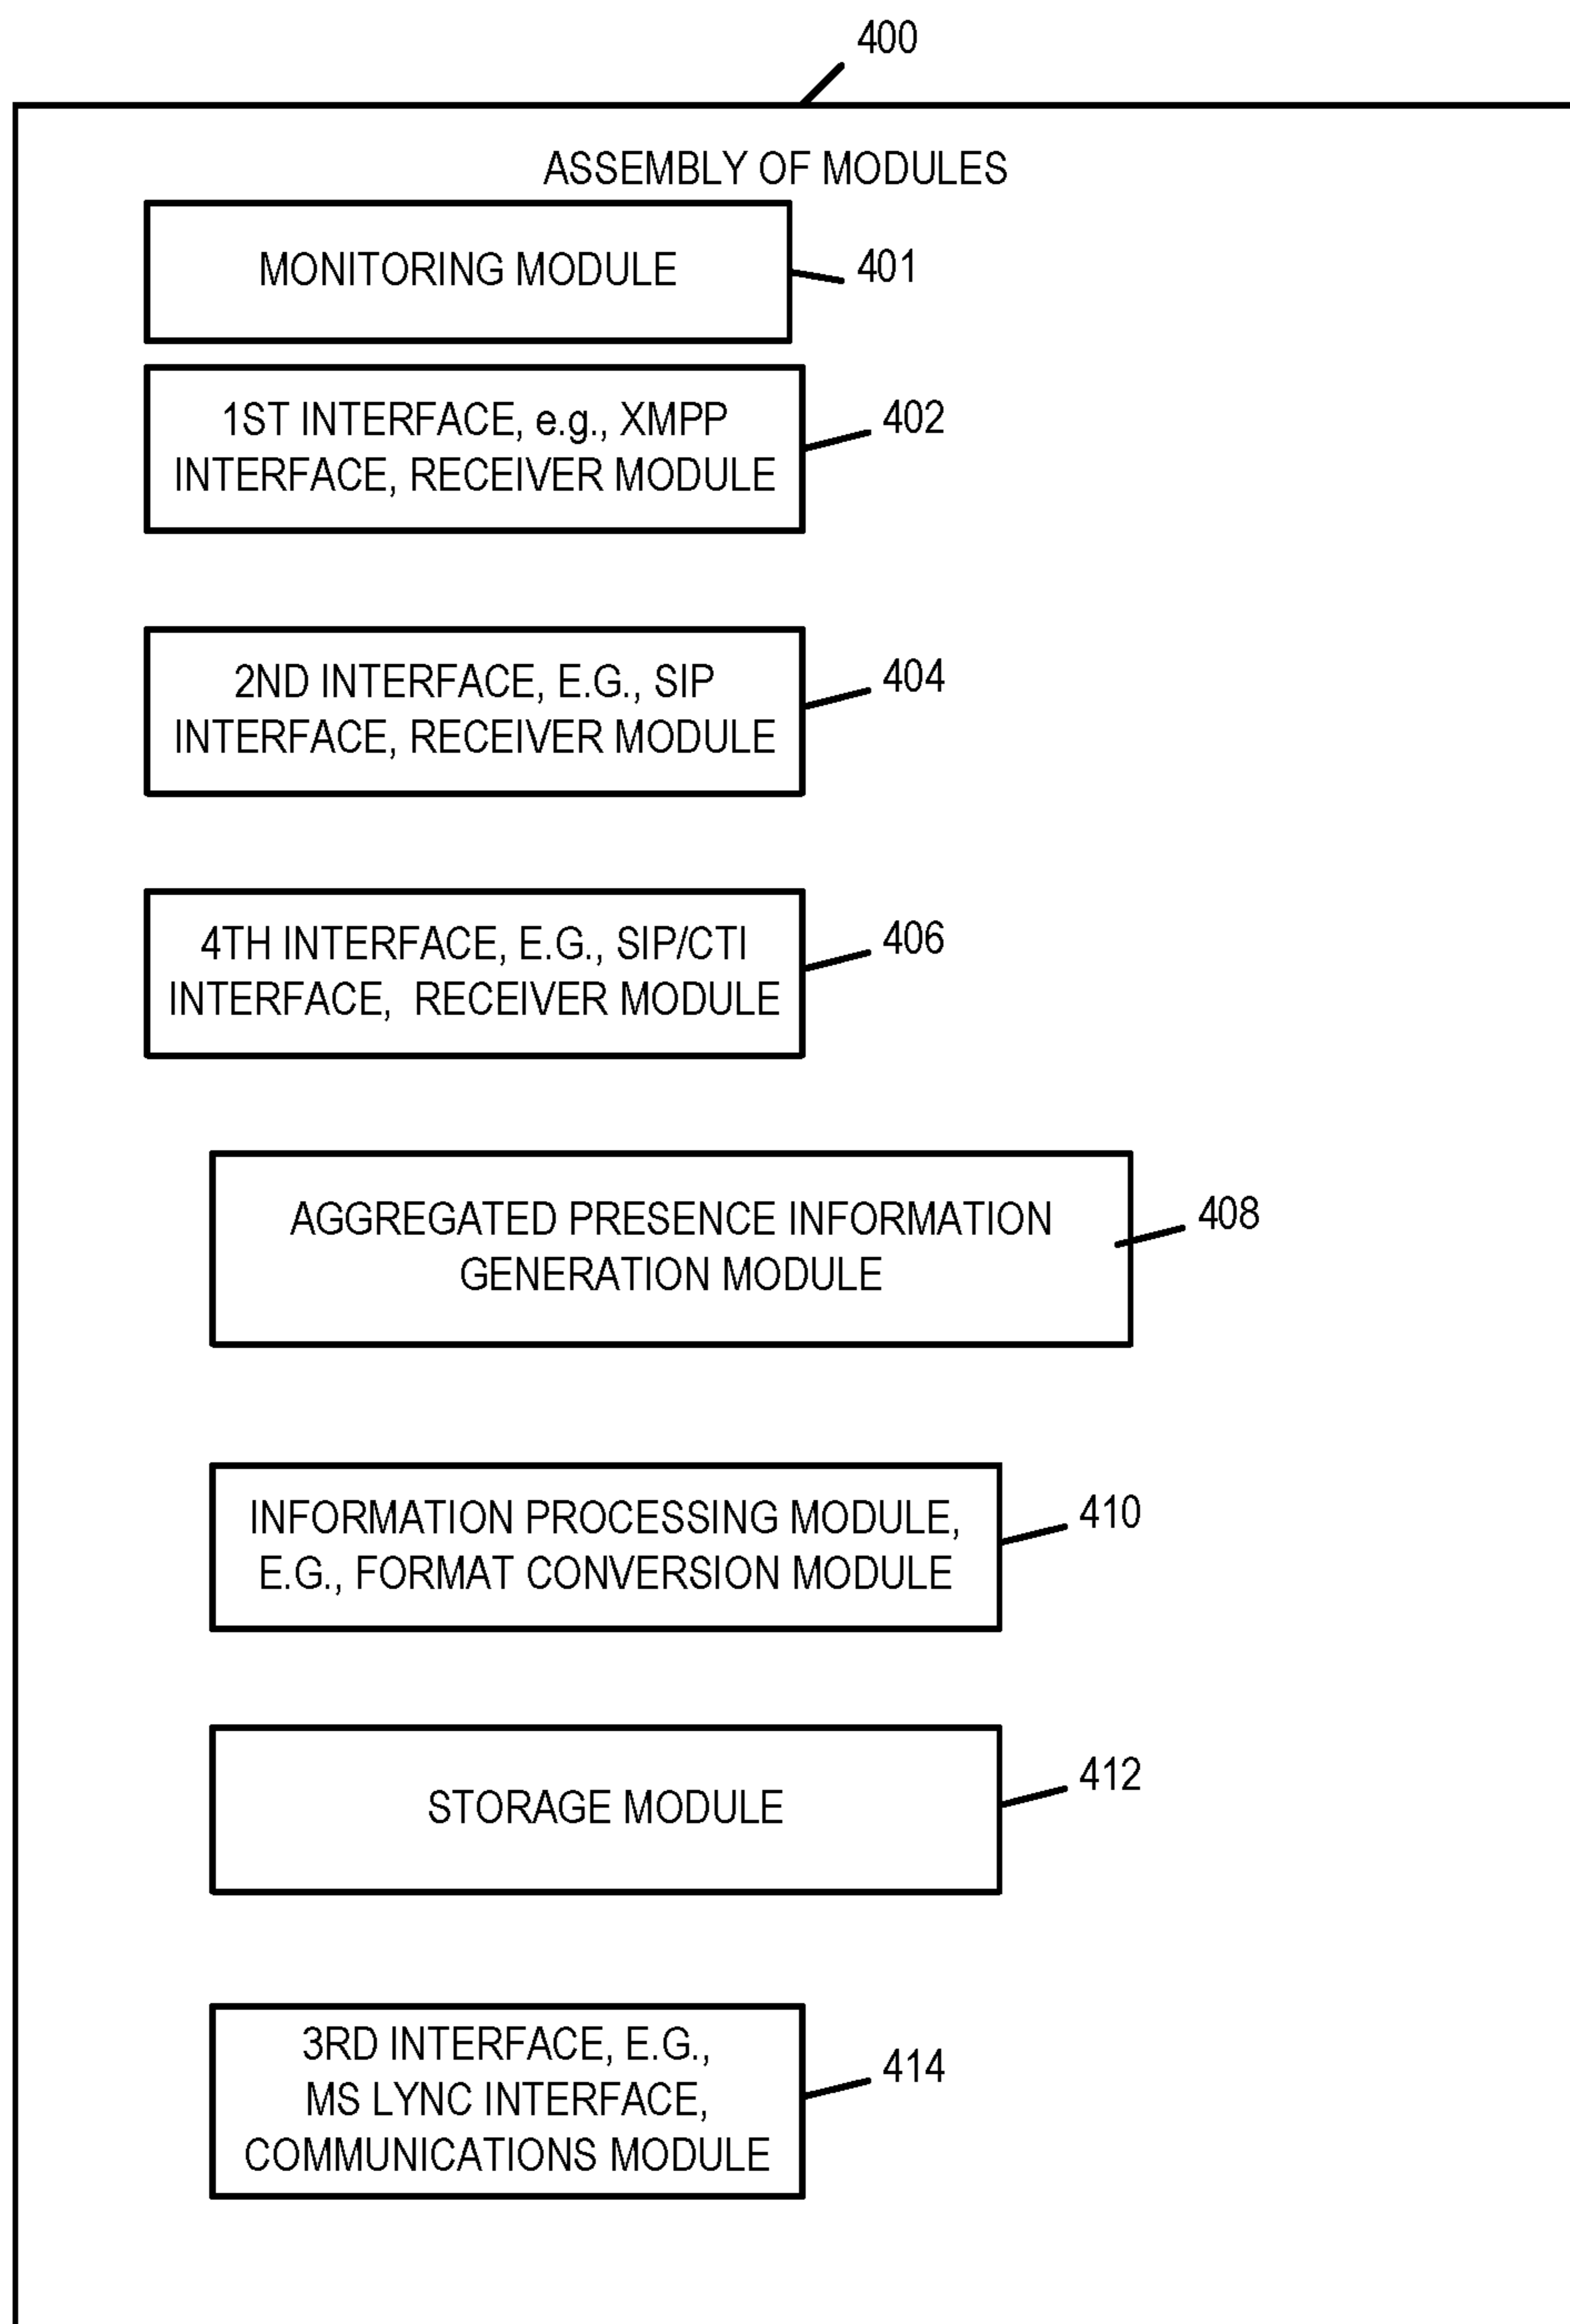 400
ASSEMBLY OF MODULES
MONITORING MODULE
401
1ST INTERFACE, e.g., XMPP
INTERFACE, RECEIVER MODULE
402
2ND INTERFACE, E.G., SIP
INTERFACE, RECEIVER MODULE
404
4TH INTERFACE, E.G., SIP/CTI
INTERFACE, RECEIVER MODULE
406
AGGREGATED PRESENCE INFORMATION
GENERATION MODULE
408
INFORMATION PROCESSING MODULE,
E.G., FORMAT CONVERSION MODULE
410
STORAGE MODULE
412
3RD INTERFACE, E.G.,
MS LYNC INTERFACE,
COMMUNICATIONS MODULE
414